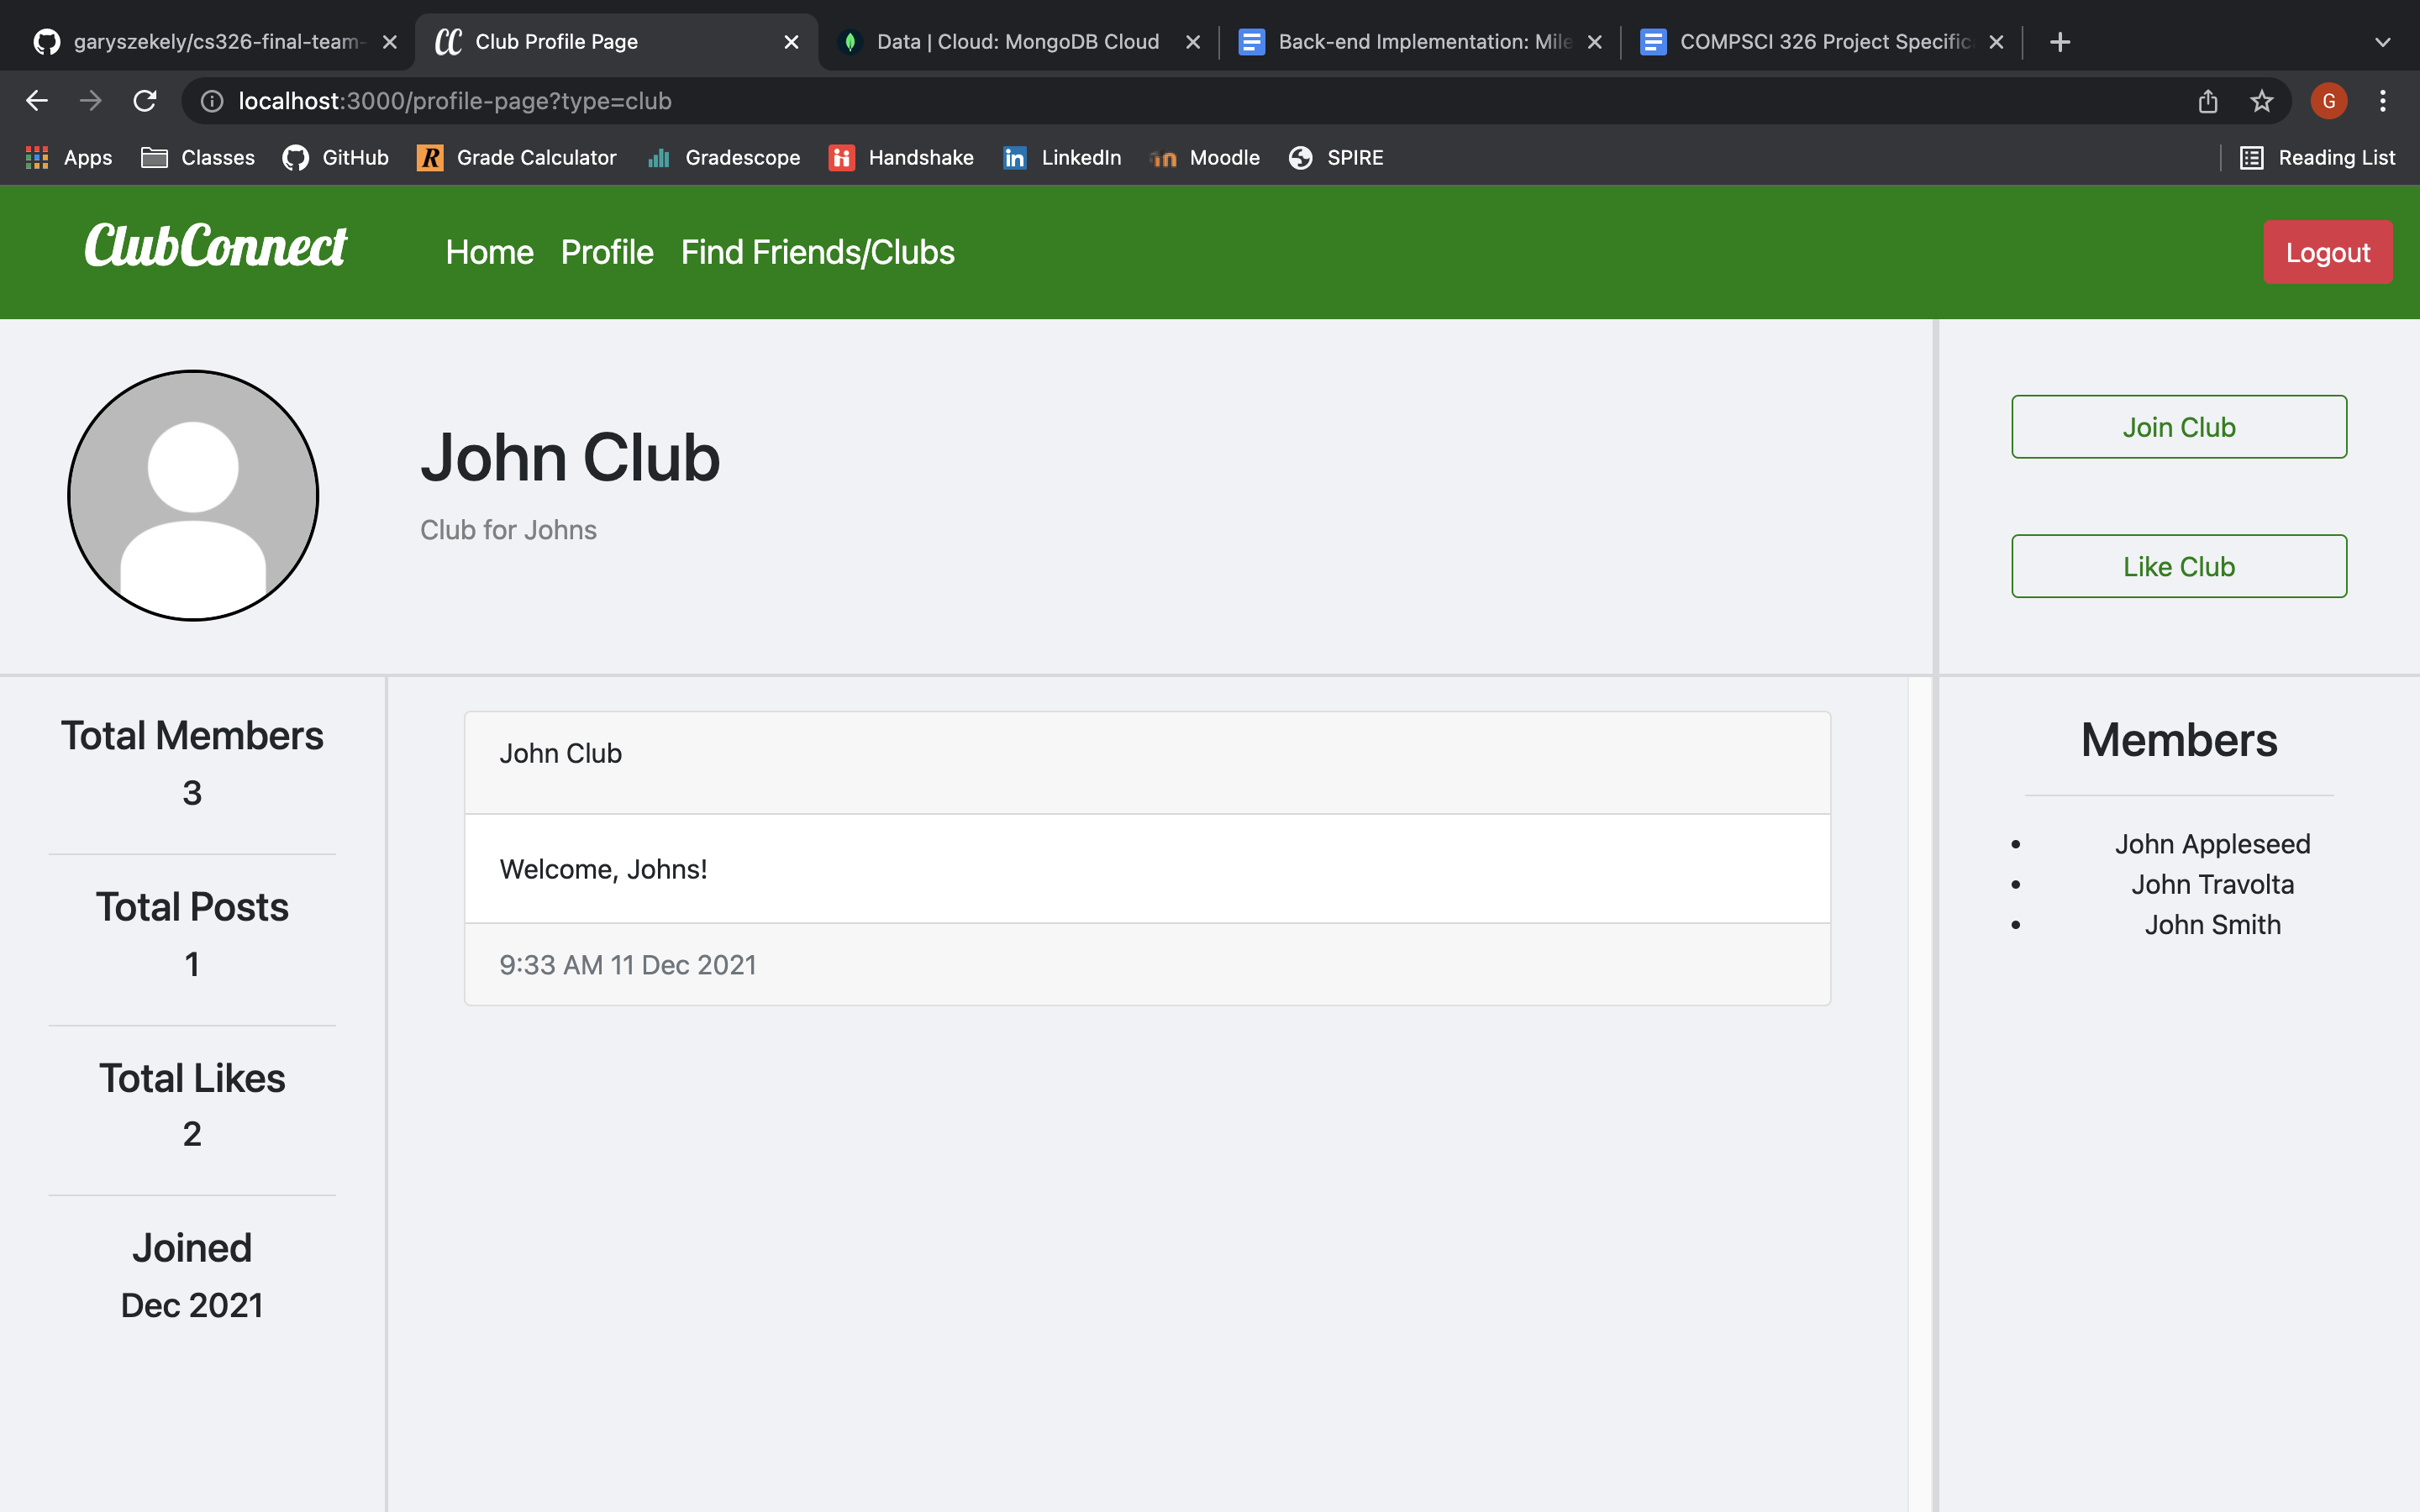 garyszekely/cs326-final-team-
CC Club Profile Page
Data | Cloud: MongoDB Cloud
Back-end Implementation: Mile
COMPSCI 326 Project Specific
localhost:3000/profile-page?type=club
G
Apps
Classes
GitHub
R Grade Calculator
Gradescope
Handshake
in LinkedIn
Moodle
SPIRE
Reading List
ClubConnect
Home
Profile
Find Friends/Clubs
Logout
John Club
Club for Johns
Join Club
Like Club
Total Members
3
Total Posts
1
Total Likes
2
Joined
Dec 2021
John Club
Welcome, Johns!
9:33 AM 11 Dec 2021
Members
• John Appleseed
• John Travolta
• John Smith